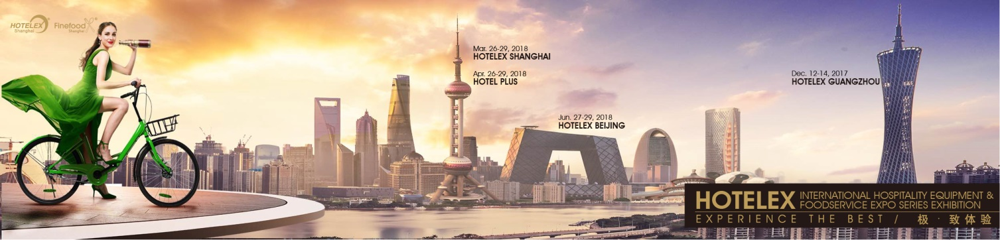 HOTELEX
Shanghai
Finefood
Shanghai
Mar. 26-29, 2018
HOTELEX SHANGHAI
Apr. 26-29, 2018
HOTEL PLUS
Jun. 27-29, 2018
HOTELEX BEIJING
Dec. 12-14, 2017
HOTELEX GUANGZHOU
HOTELEX INTERNATIONAL HOSPITALITY EQUIPMENT &
FOODSERVICE EXPO SERIES EXHIBITION
EXPERIENCE THE BEST / 极·致体验